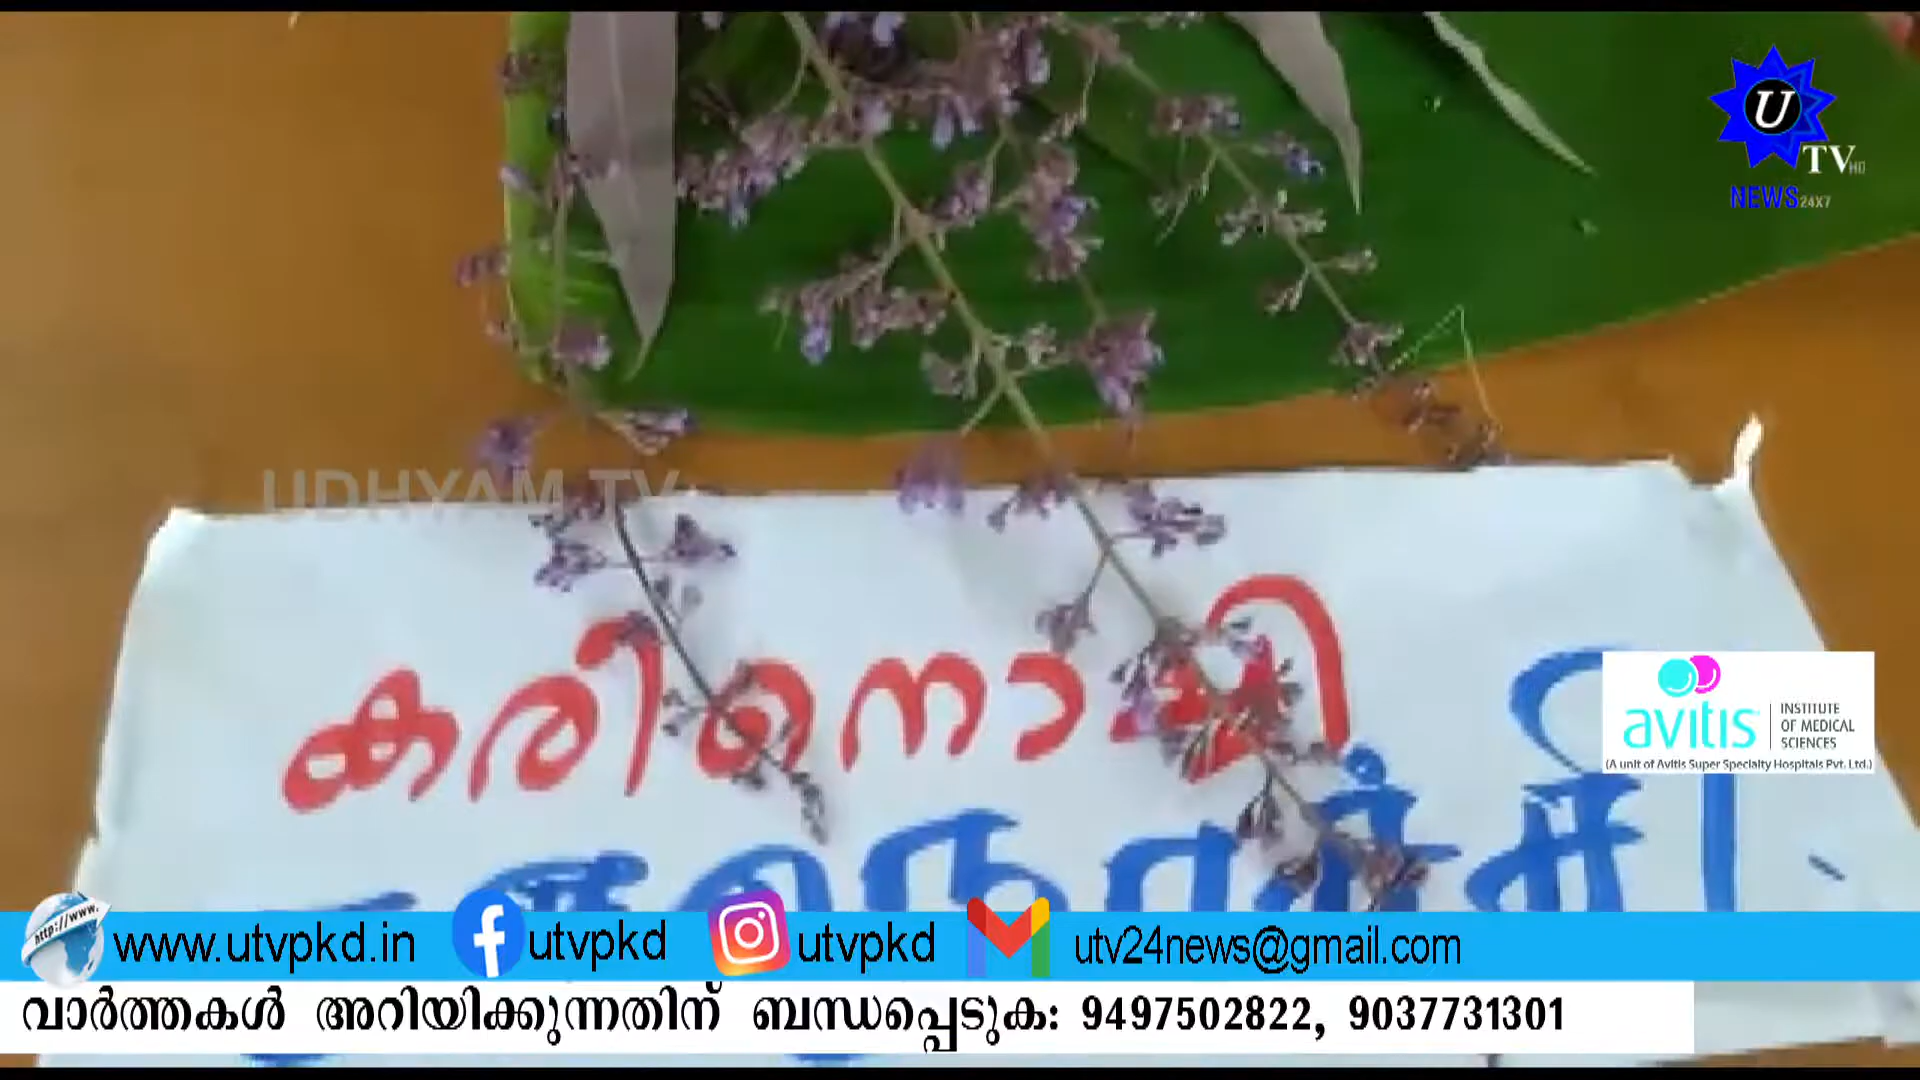 U
TV HD
NEWS 24X7
UDHYAM TV
കരിനൊച്ചി
avitis INSTITUTE OF MEDICAL SCIENCES
(A unit of Avitis Super Specialty Hospitals Pvt. Ltd.)
http://www.
www.utvpkd.in utvpkd utvpkd utv24news@gmail.com
വാർത്തകൾ അറിയിക്കുന്നതിന് ബന്ധപ്പെടുക: 9497502822, 9037731301